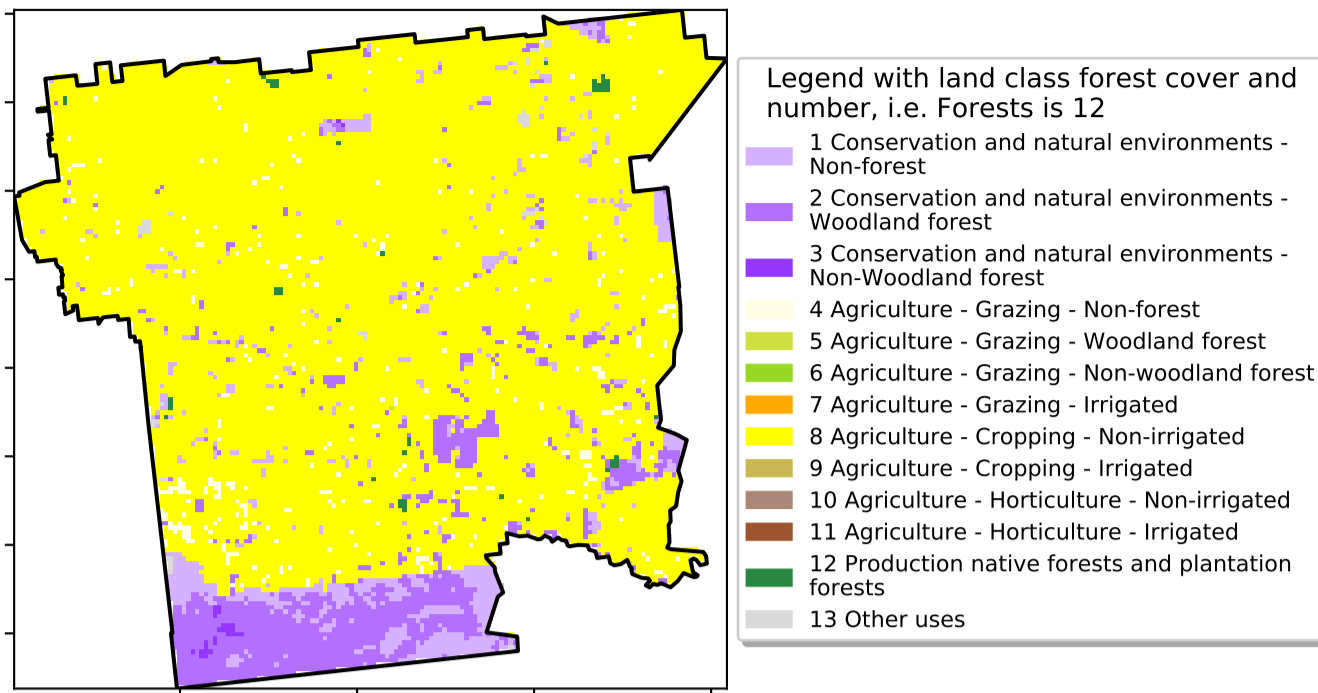 Legend with land class forest cover and
number, i.e. Forests is 12
1 Conservation and natural environments -
Non-forest
2 Conservation and natural environments -
Woodland forest
3 Conservation and natural environments -
Non-Woodland forest
4 Agriculture - Grazing - Non-forest
5 Agriculture - Grazing - Woodland forest
6 Agriculture - Grazing - Non-woodland forest
7 Agriculture - Grazing - Irrigated
8 Agriculture - Cropping - Non-irrigated
9 Agriculture - Cropping - Irrigated
10 Agriculture - Horticulture - Non-irrigated
11 Agriculture - Horticulture - Irrigated
12 Production native forests and plantation
forests
13 Other uses